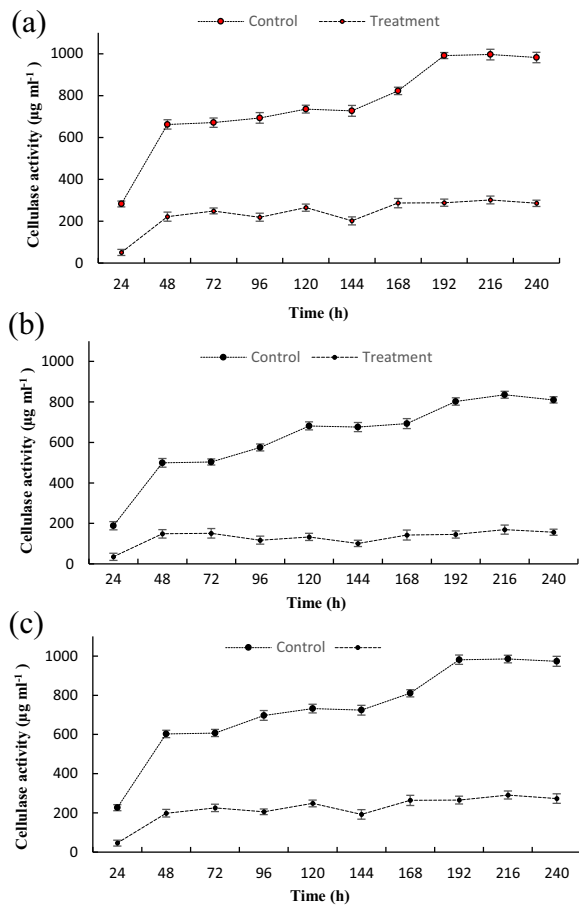 (a)
Control Treatment
Cellulase activity (µg ml⁻¹)
1000
800
600
400
200
0
24 48 72 96 120 144 168 192 216 240
Time (h)
(b)
Control Treatment
Cellulase activity (µg ml⁻¹)
1000
800
600
400
200
0
24 48 72 96 120 144 168 192 216 240
Time (h)
(c)
Control
Cellulase activity (µg ml⁻¹)
1000
800
600
400
200
0
24 48 72 96 120 144 168 192 216 240
Time (h)